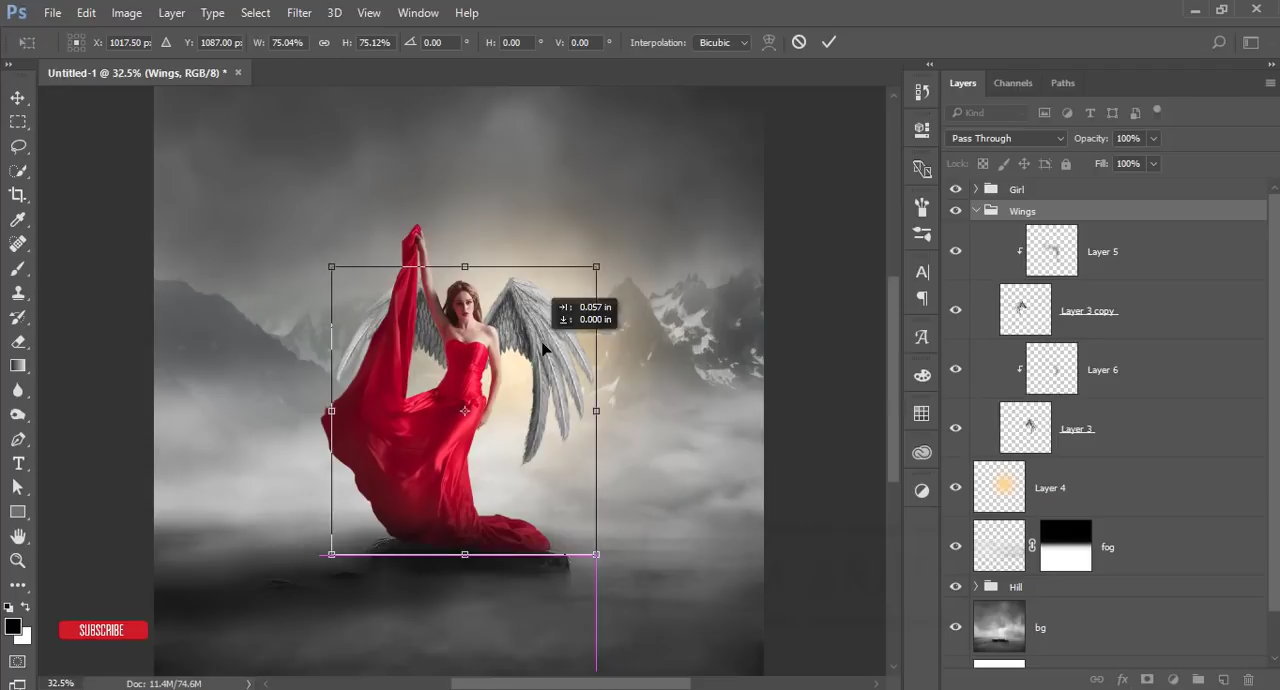 Ps File Edit Image Layer Type Select Filter 3D View Window Help
X: 1017.50 px Y: 1087.00 px W: 75.04% H: 75.12% 0.00 ° H: 0.00 ° V: 0.00 ° Interpolation: Bicubic
Untitled-1 @ 32.5% (Wings, RGB/8) * ×
Layers Channels Paths
Kind
Pass Through Opacity: 100%
Lock: Fill: 100%
Girl
Wings
Layer 5
Layer 3 copy
Layer 6
Layer 3
Layer 4
fog
Hill
bg
0.057 in
0.000 in
SUBSCRIBE
32.5% Doc: 11.4M/74.6M